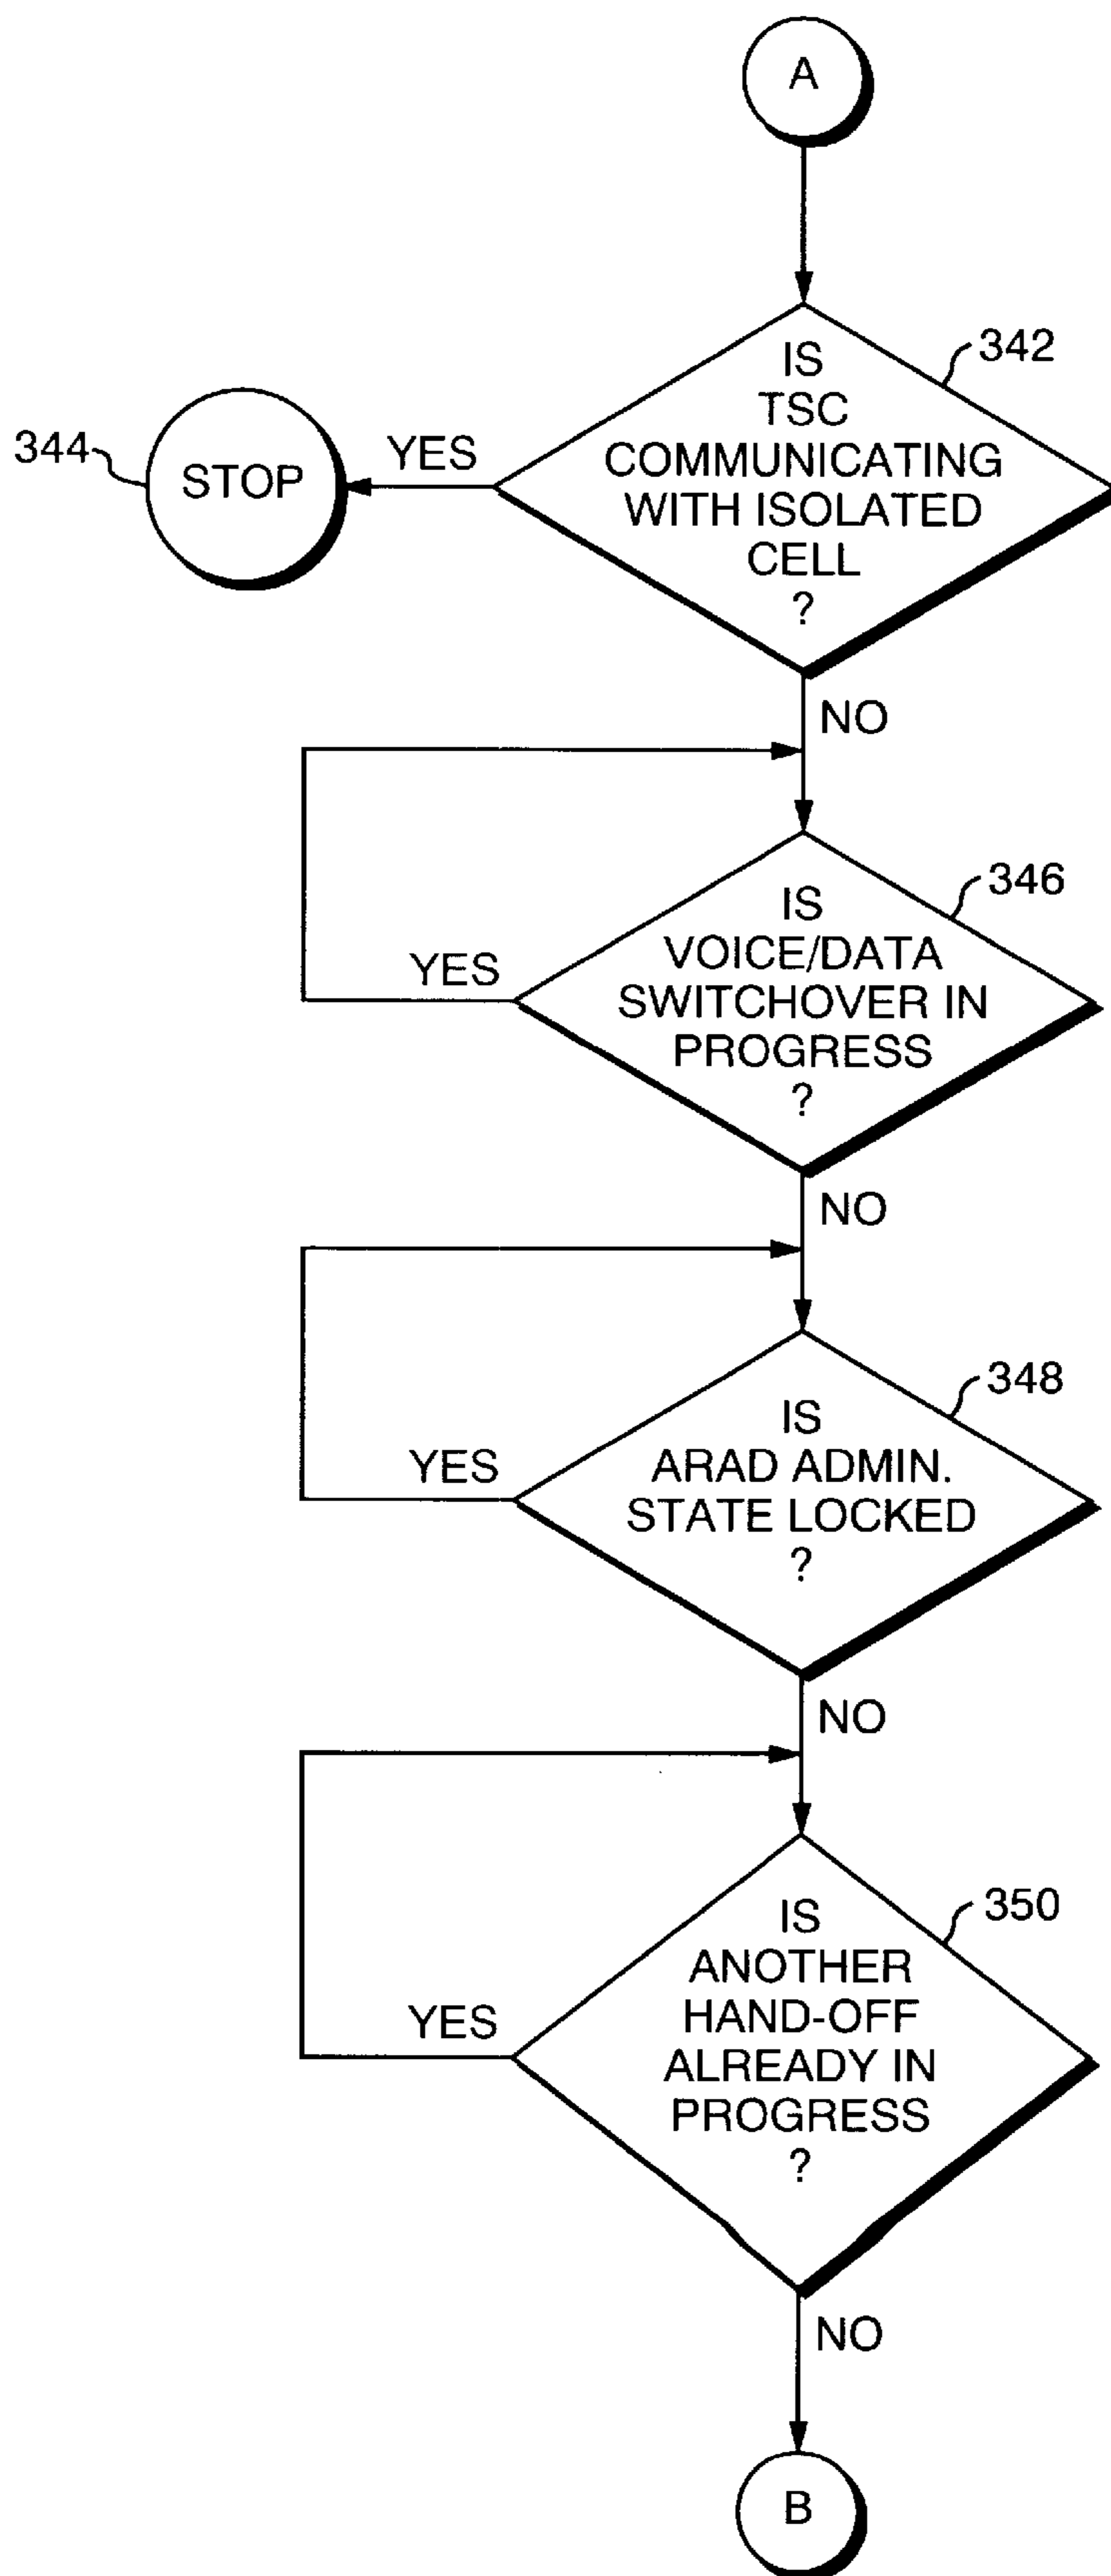 A
342
IS
TSC
COMMUNICATING
WITH ISOLATED
CELL
?
344
STOP
YES
NO
346
IS
VOICE/DATA
SWITCHOVER IN
PROGRESS
?
YES
NO
348
IS
ARAD ADMIN.
STATE LOCKED
?
YES
NO
350
IS
ANOTHER
HAND-OFF
ALREADY IN
PROGRESS
?
YES
NO
B